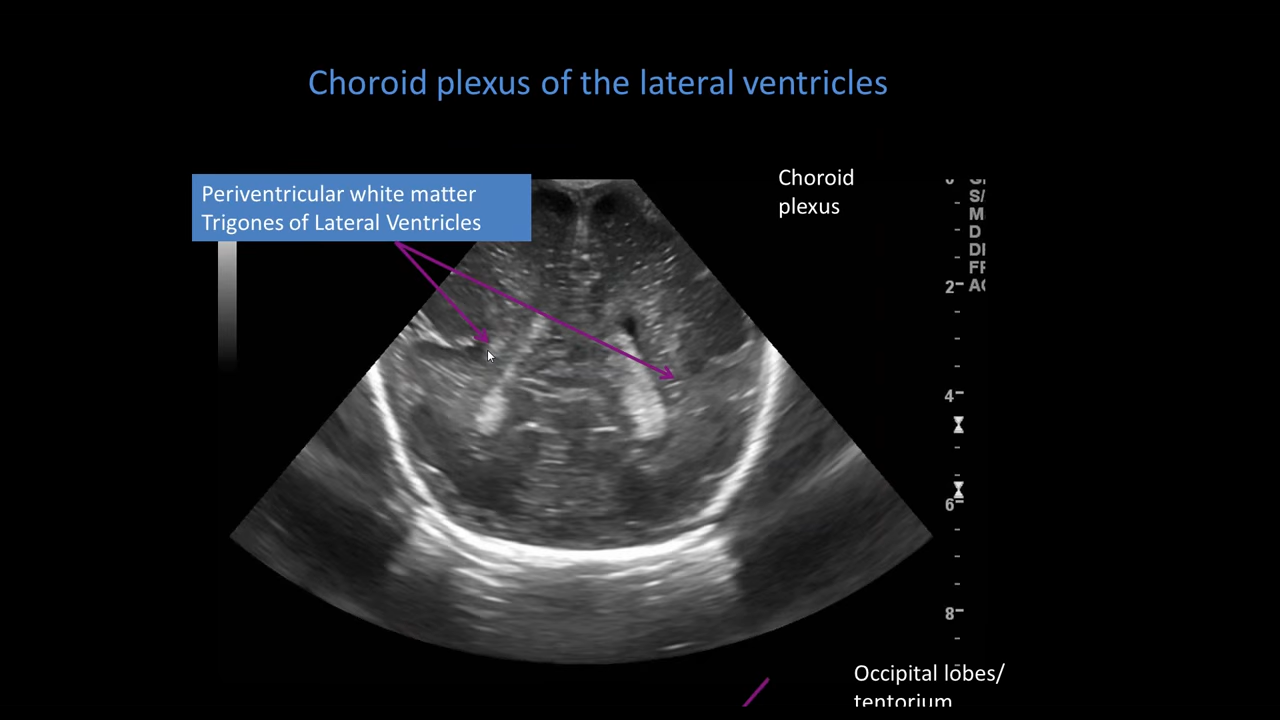 Choroid plexus of the lateral ventricles
Periventricular white matter
Trigones of Lateral Ventricles
Choroid
plexus
S/
M
D
2
4
6
8
Occipital lobes/
tentorium